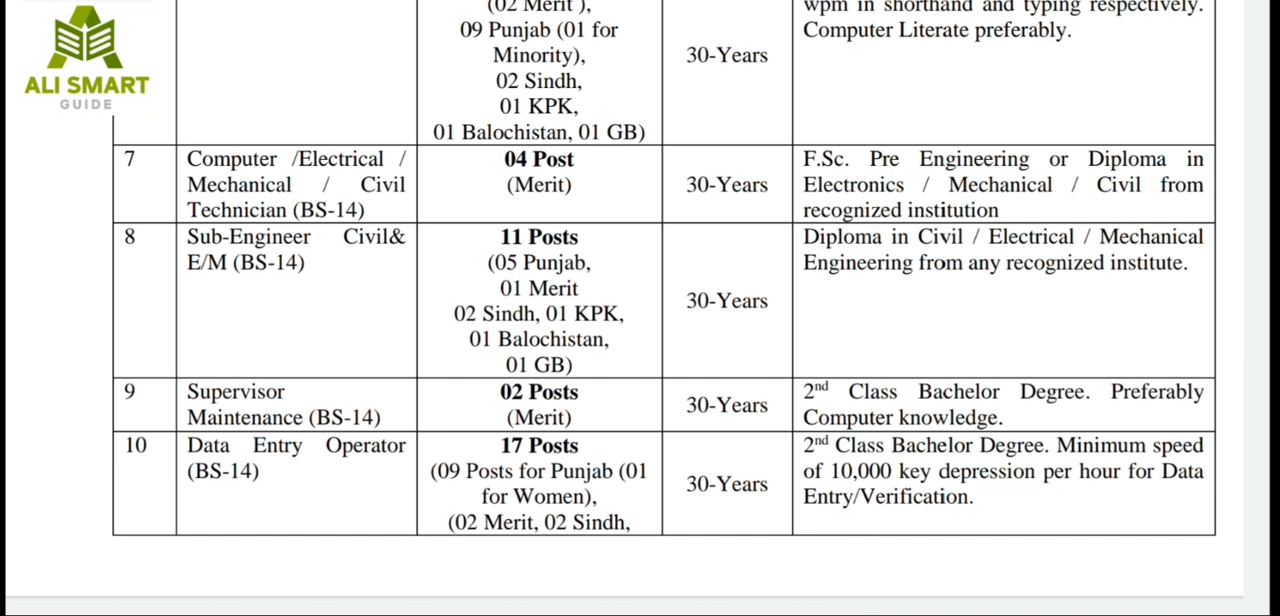 ALI SMART
GUIDE
(02 Merit ),
09 Punjab (01 for
Minority),
02 Sindh,
01 KPK,
01 Balochistan, 01 GB)
30-Years
wpm in shorthand and typing respectively.
Computer Literate preferably.
7
Computer /Electrical /
Mechanical / Civil
Technician (BS-14)
04 Post
(Merit)
30-Years
F.Sc. Pre Engineering or Diploma in
Electronics / Mechanical / Civil from
recognized institution
8
Sub-Engineer Civil&
E/M (BS-14)
11 Posts
(05 Punjab,
01 Merit
02 Sindh, 01 KPK,
01 Balochistan,
01 GB)
30-Years
Diploma in Civil / Electrical / Mechanical
Engineering from any recognized institute.
9
Supervisor
Maintenance (BS-14)
02 Posts
(Merit)
30-Years
2nd Class Bachelor Degree. Preferably
Computer knowledge.
10
Data Entry Operator
(BS-14)
17 Posts
(09 Posts for Punjab (01
for Women),
(02 Merit, 02 Sindh,
30-Years
2nd Class Bachelor Degree. Minimum speed
of 10,000 key depression per hour for Data
Entry/Verification.